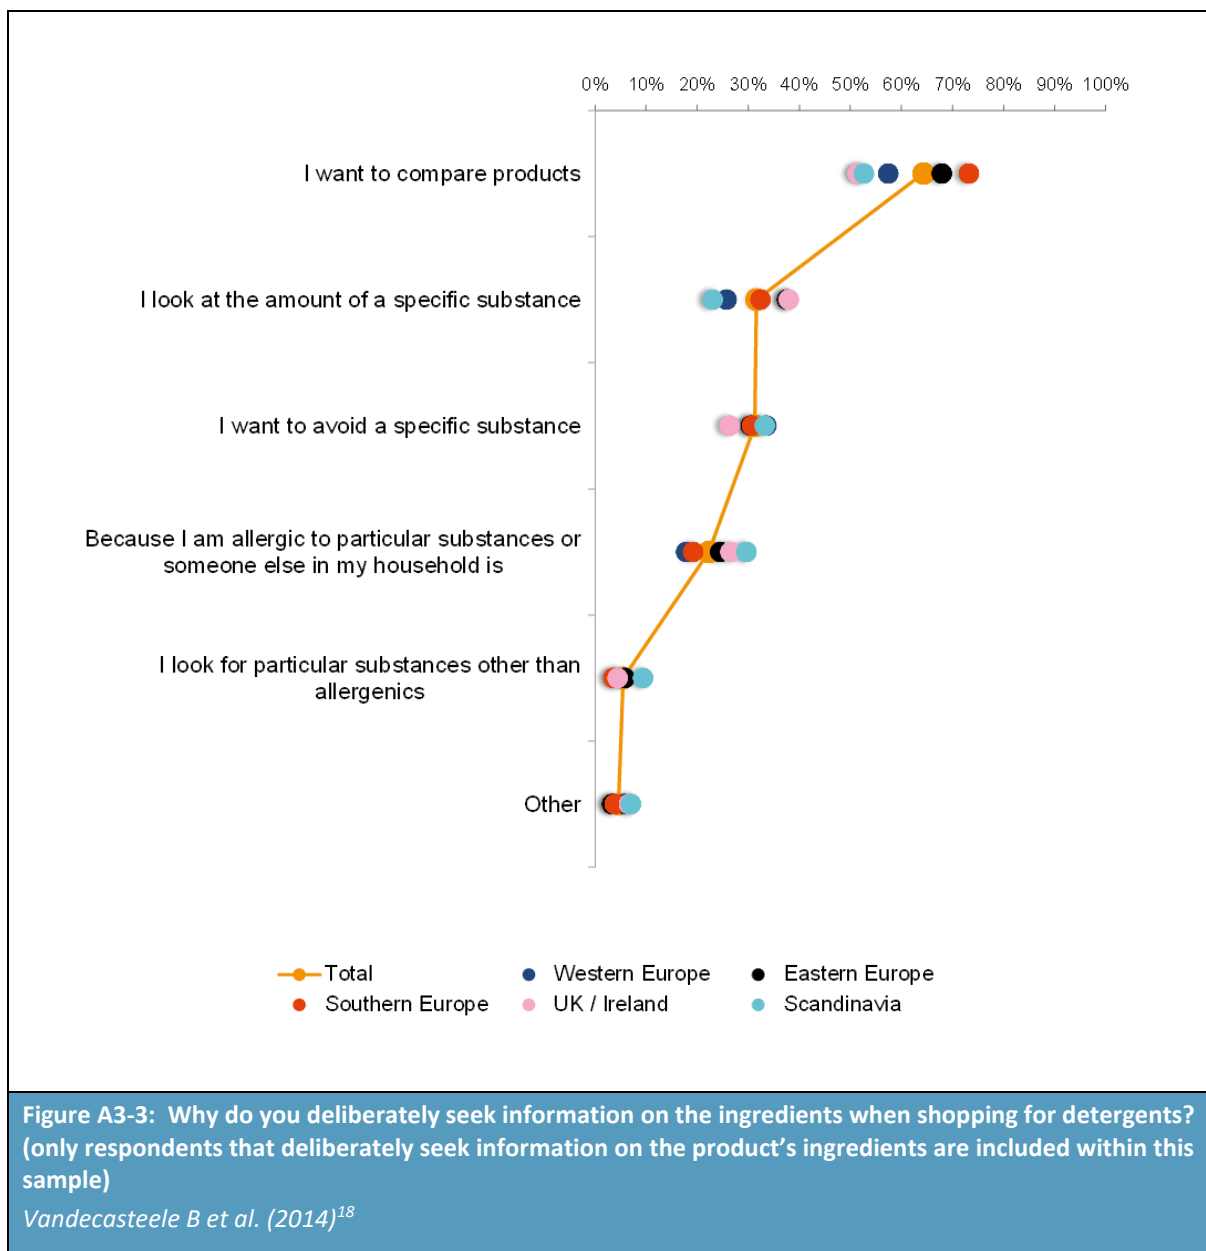 0% 10% 20% 30% 40% 50% 60% 70% 80% 90% 100%
I want to compare products
I look at the amount of a specific substance
I want to avoid a specific substance
Because I am allergic to particular substances or
someone else in my household is
I look for particular substances other than
allergenics
Other
Total Western Europe Eastern Europe
Southern Europe UK / Ireland Scandinavia
Figure A3-3: Why do you deliberately seek information on the ingredients when shopping for detergents?
(only respondents that deliberately seek information on the product’s ingredients are included within this
sample)
Vandecasteele B et al. (2014)18